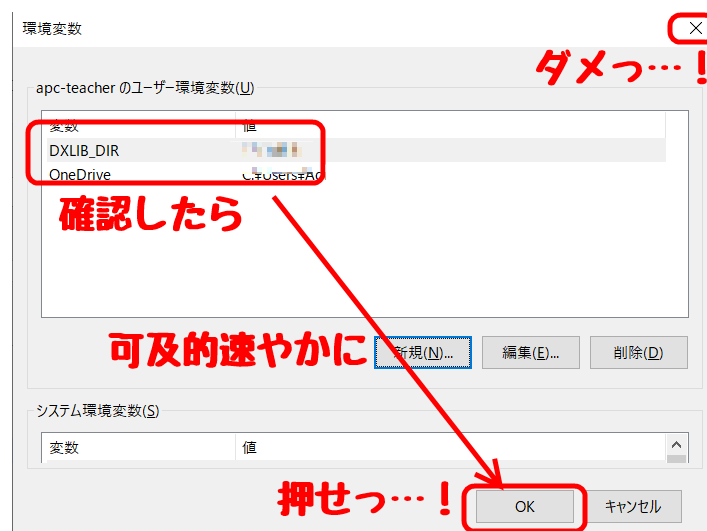 環境変数
ダメっ…！
apc-teacher のユーザー環境変数(U)
変数 値
DXLIB_DIR
OneDrive C:¥Users¥
確認したら
可及的速やかに
新規(N)... 編集(E)... 削除(D)
システム環境変数(S)
変数 値
押せっ…！
OK キャンセル